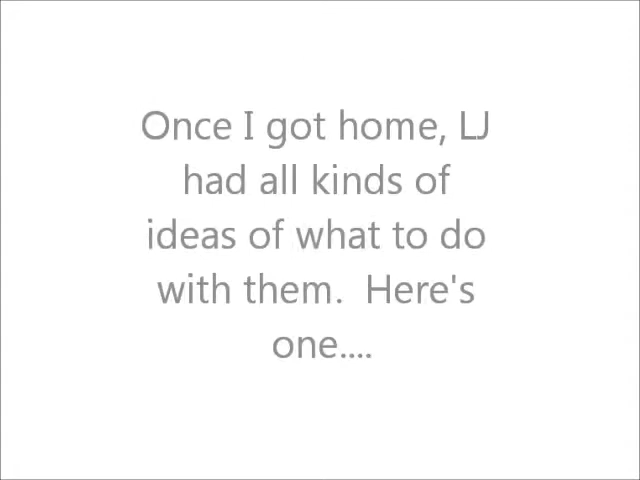 Once I got home, LJ
had all kinds of
ideas of what to do
with them.  Here's
one....